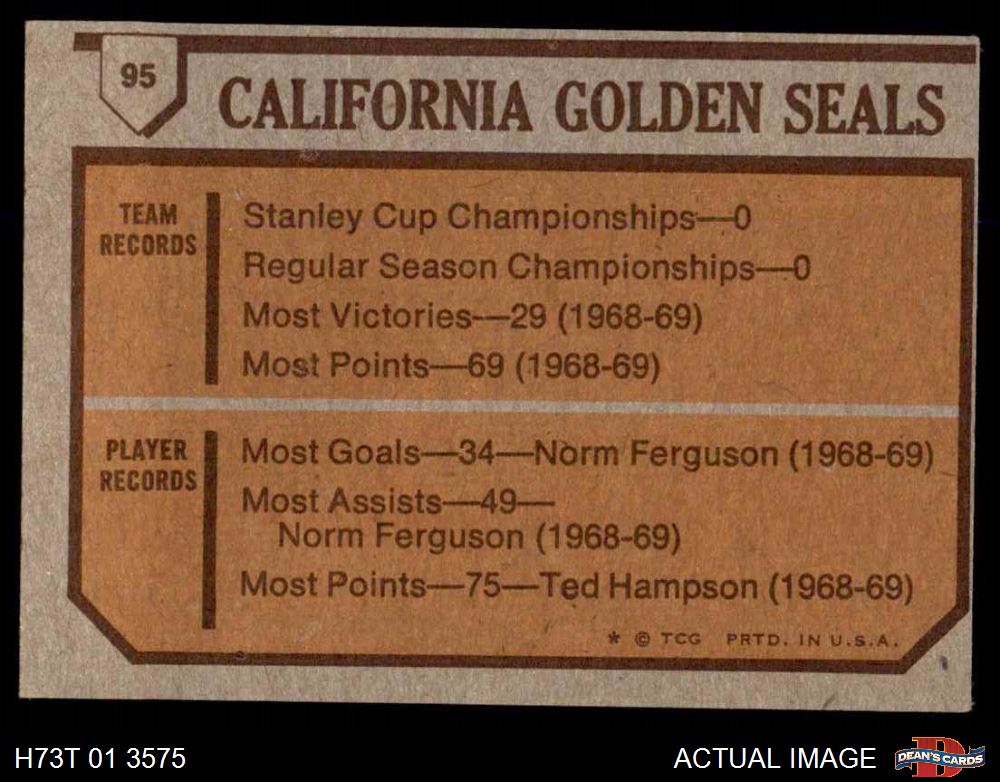 95
CALIFORNIA GOLDEN SEALS
TEAM
RECORDS
Stanley Cup Championships—0
Regular Season Championships—0
Most Victories—29 (1968-69)
Most Points—69 (1968-69)
PLAYER
RECORDS
Most Goals—34—Norm Ferguson (1968-69)
Most Assists—49—
Norm Ferguson (1968-69)
Most Points—75—Ted Hampson (1968-69)
* © TCG PRTD. IN U.S.A.
H73T 01 3575
ACTUAL IMAGE
D
DEAN'S CARDS